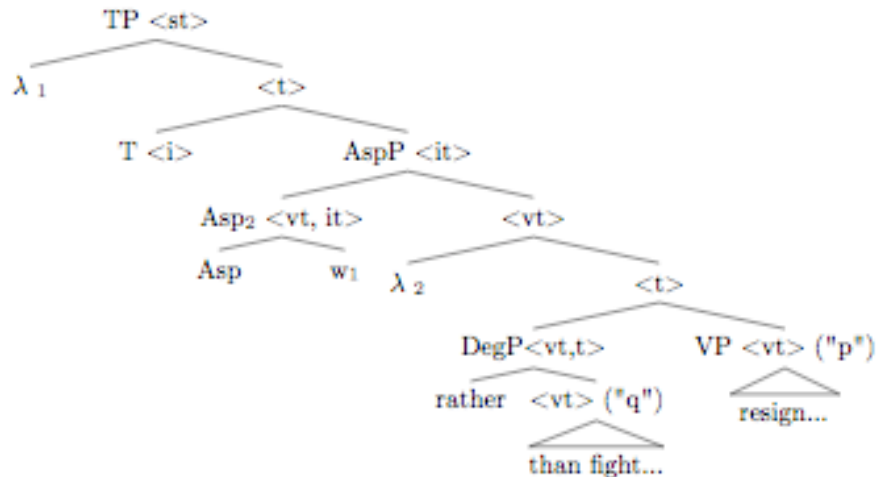 TP <st>
λ 1 <t>
T <i> AspP <it>
Asp₂ <vt, it> <vt>
Asp w₁ λ 2 <t>
DegP<vt,t> VP <vt> ("p")
rather <vt> ("q") resign...
than fight...